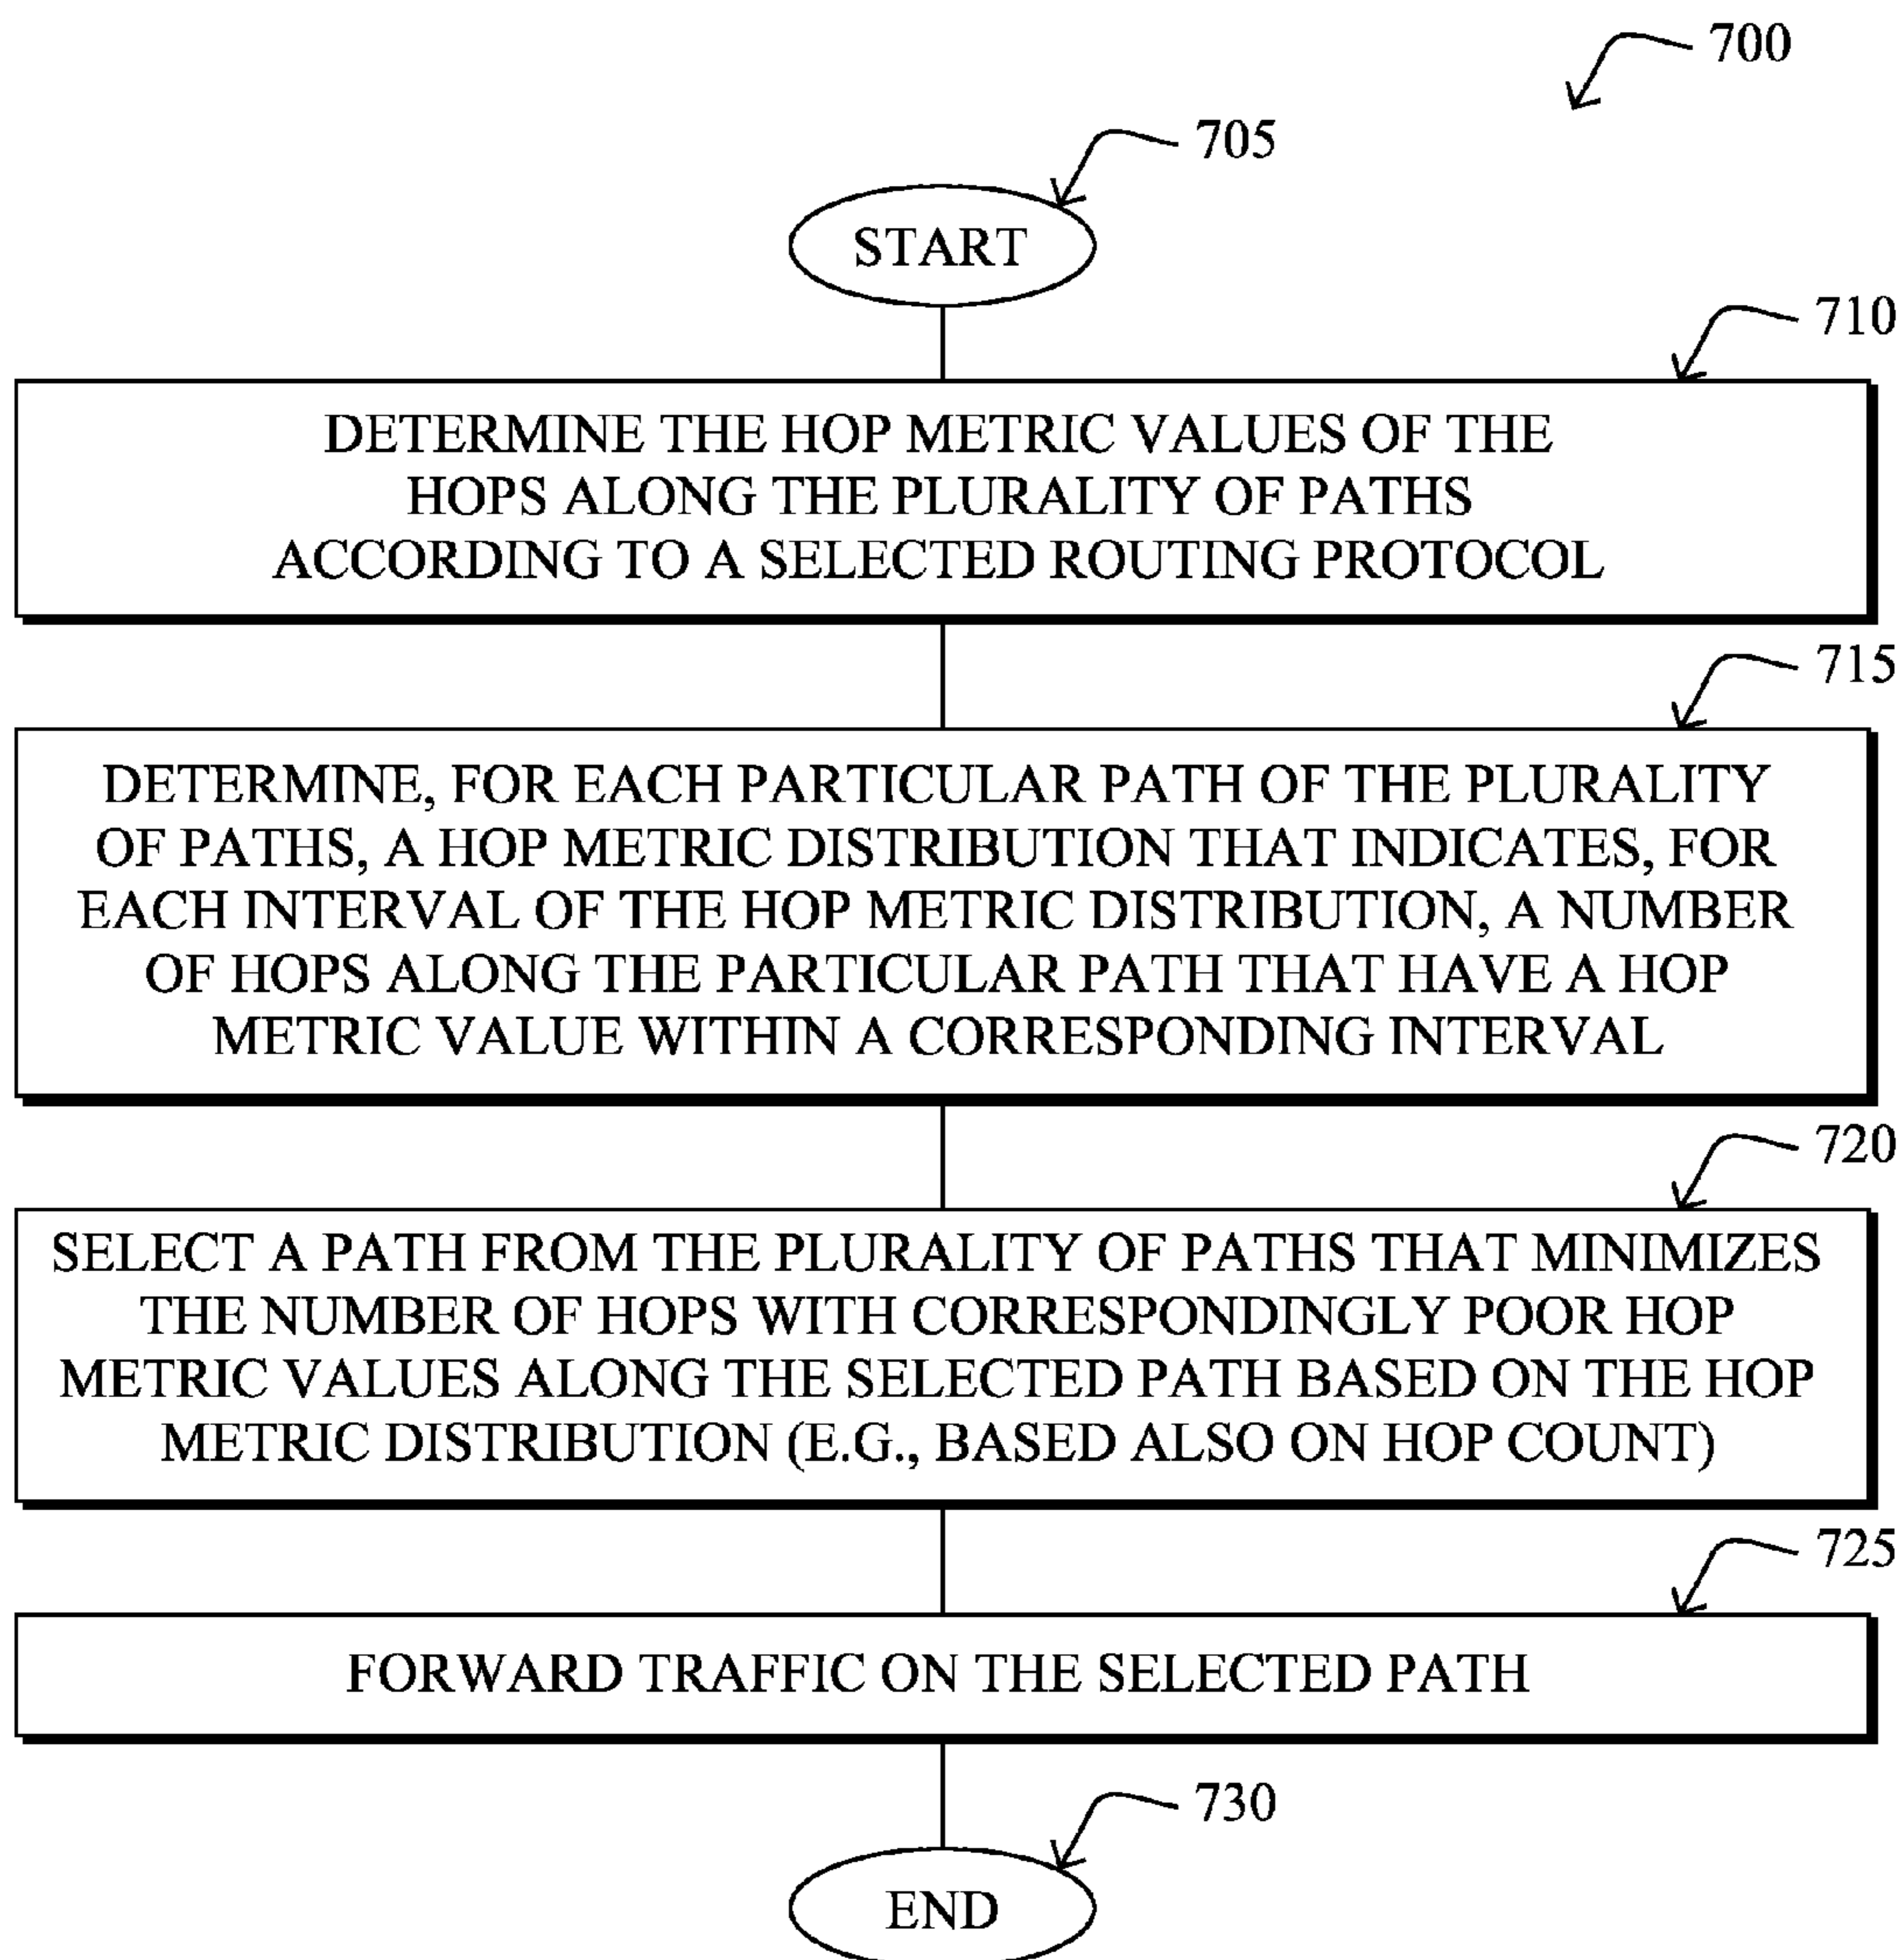 700
705
START
710
DETERMINE THE HOP METRIC VALUES OF THE
HOPS ALONG THE PLURALITY OF PATHS
ACCORDING TO A SELECTED ROUTING PROTOCOL
715
DETERMINE, FOR EACH PARTICULAR PATH OF THE PLURALITY
OF PATHS, A HOP METRIC DISTRIBUTION THAT INDICATES, FOR
EACH INTERVAL OF THE HOP METRIC DISTRIBUTION, A NUMBER
OF HOPS ALONG THE PARTICULAR PATH THAT HAVE A HOP
METRIC VALUE WITHIN A CORRESPONDING INTERVAL
720
SELECT A PATH FROM THE PLURALITY OF PATHS THAT MINIMIZES
THE NUMBER OF HOPS WITH CORRESPONDINGLY POOR HOP
METRIC VALUES ALONG THE SELECTED PATH BASED ON THE HOP
METRIC DISTRIBUTION (E.G., BASED ALSO ON HOP COUNT)
725
FORWARD TRAFFIC ON THE SELECTED PATH
730
END